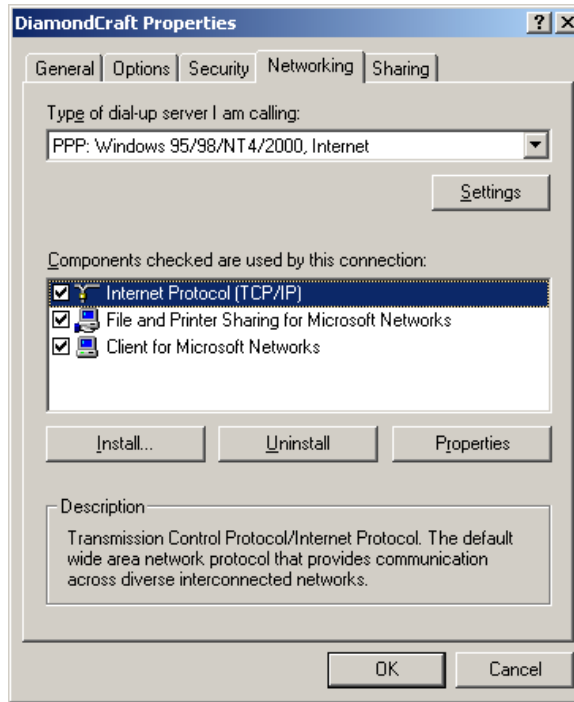 DiamondCraft Properties
General Options Security Networking Sharing
Type of dial-up server I am calling:
PPP: Windows 95/98/NT4/2000, Internet
Settings
Components checked are used by this connection:
Internet Protocol (TCP/IP)
File and Printer Sharing for Microsoft Networks
Client for Microsoft Networks
Install... Uninstall Properties
Description
Transmission Control Protocol/Internet Protocol. The default
wide area network protocol that provides communication
across diverse interconnected networks.
OK Cancel